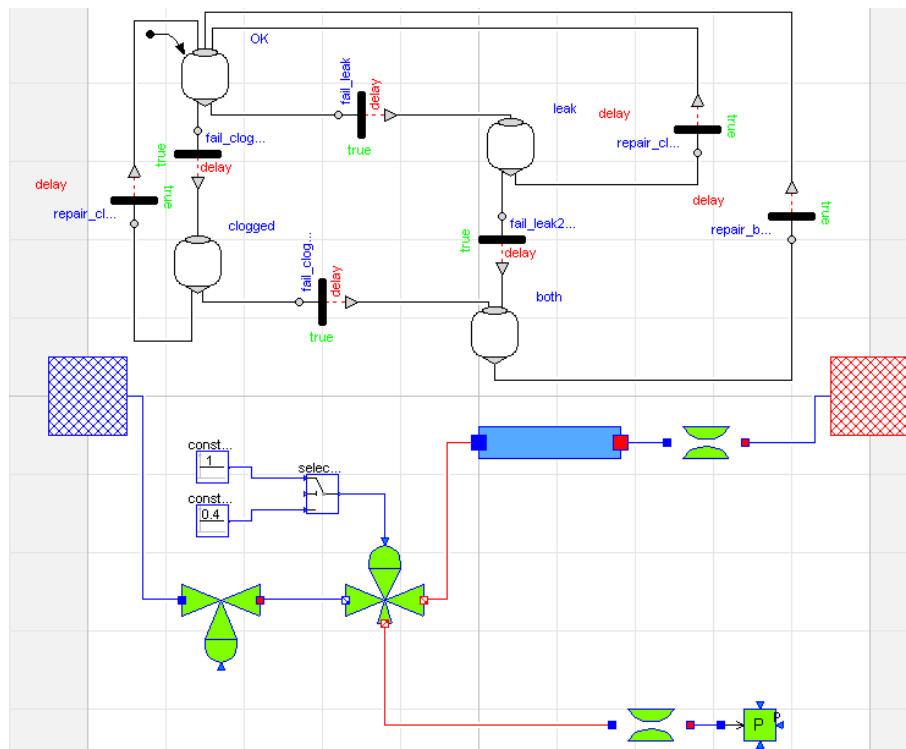 OK
fail_leak
delay
leak
delay
true
repair_cl...
true
fail_clog...
true
delay
true
delay
true
repair_cl...
delay
true
repair_b...
clogged
fail_leak2...
true
delay
fail_clog...
delay
both
true
const...
1
selec...
const...
0.4
P
P